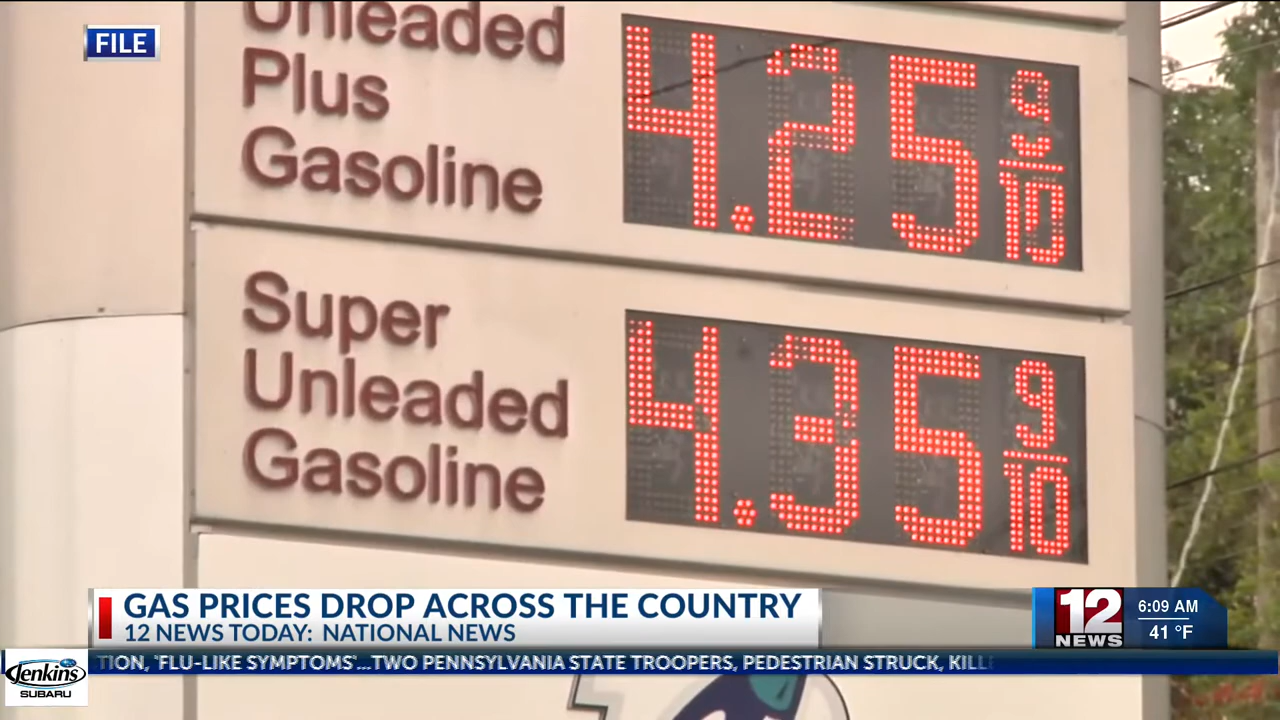 FILE
Unleaded
Plus
Gasoline
4.25 9/10
Super
Unleaded
Gasoline
4.35 9/10
GAS PRICES DROP ACROSS THE COUNTRY
12 NEWS TODAY: NATIONAL NEWS
12
NEWS
6:09 AM
41 °F
Jenkins
SUBARU
TION, 'FLU-LIKE SYMPTOMS'...TWO PENNSYLVANIA STATE TROOPERS, PEDESTRIAN STRUCK, KILL